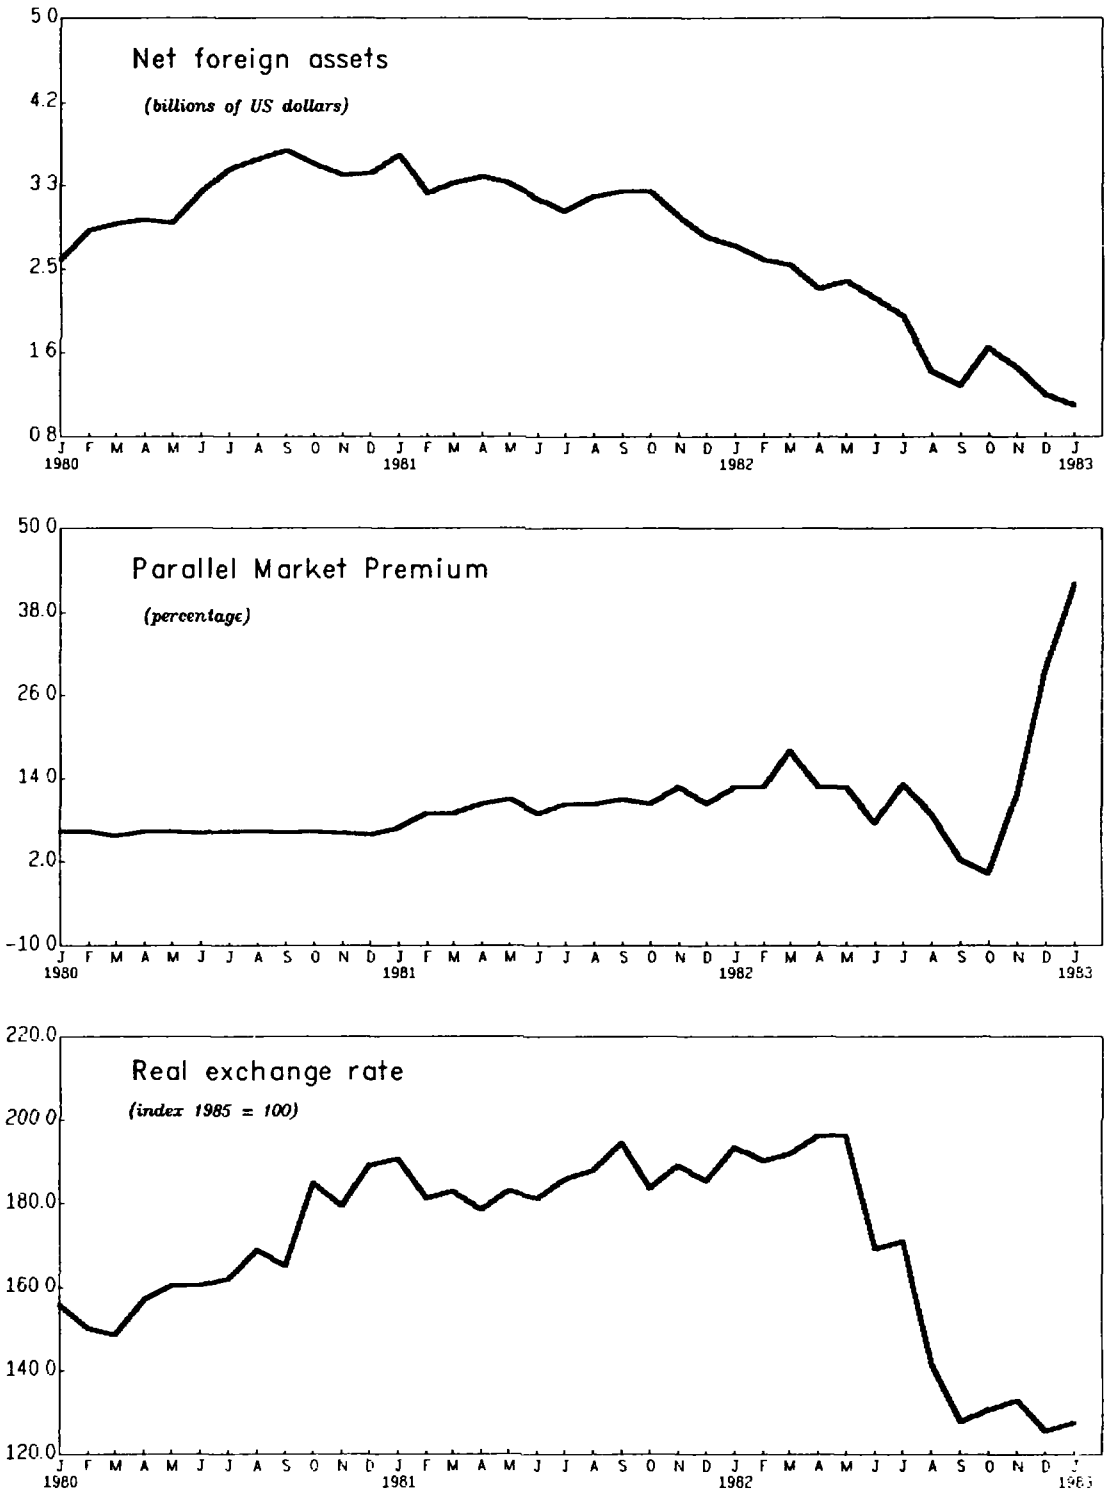 5 0
Net foreign assets
(billions of US dollars)
4.2
3.3
2.5
1 6
0 8
J F M A M J J A S O N D J F M A M J J A S O N D J F M A M J J A S O N D J
1980 1981 1982 1983
50 0
Parallel Market Premium
(percentage)
38.0
26 0
14 0
2.0
-10 0
J F M A M J J A S O N D J F M A M J J A S O N D J F M A M J J A S O N D J
1980 1981 1982 1983
220.0
Real exchange rate
(index 1985 = 100)
200 0
180.0
160 0
140 0
120.0
J F M A M J J A S O N D J F M A M J J A S O N D J F M A M J J A S O N D J
1980 1981 1982 1983